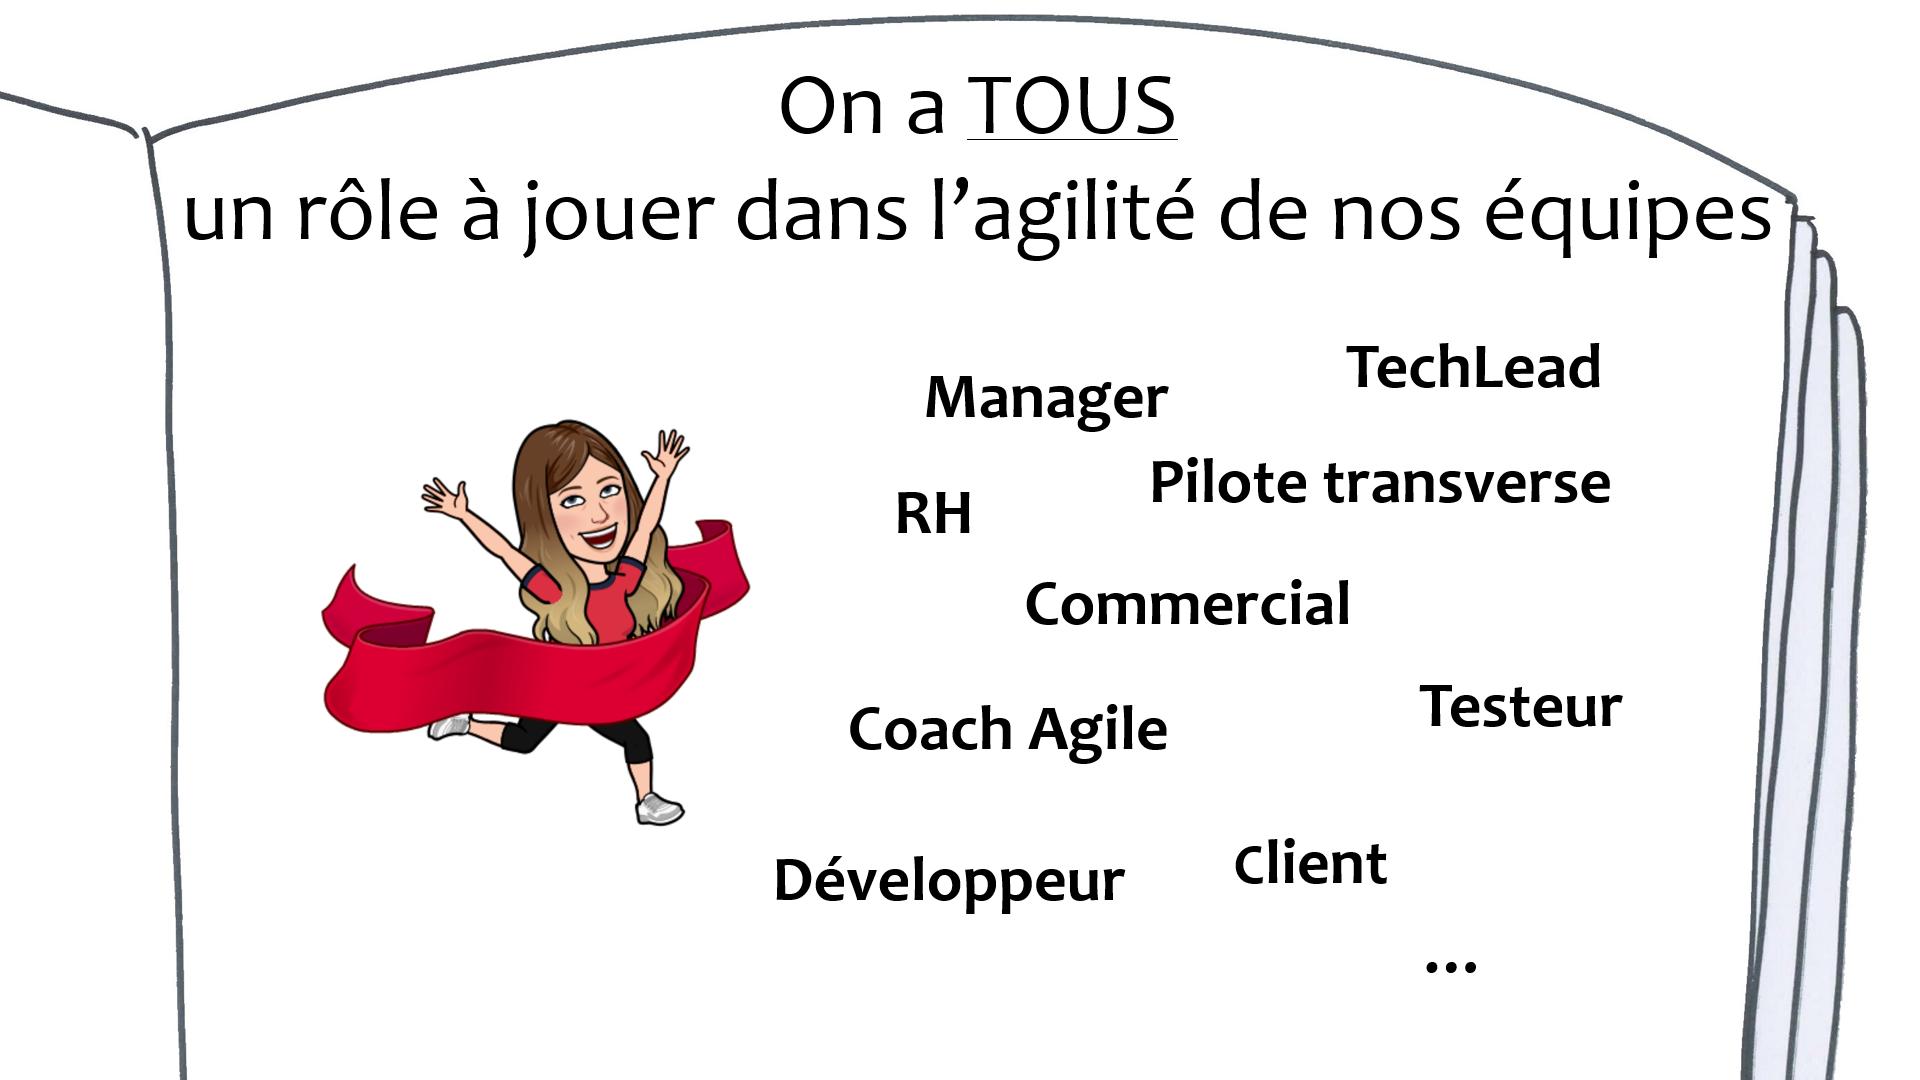 On a TOUS
un rôle à jouer dans l’agilité de nos équipes
TechLead
Manager
Pilote transverse
RH
Commercial
Testeur
Coach Agile
Client
Développeur
...